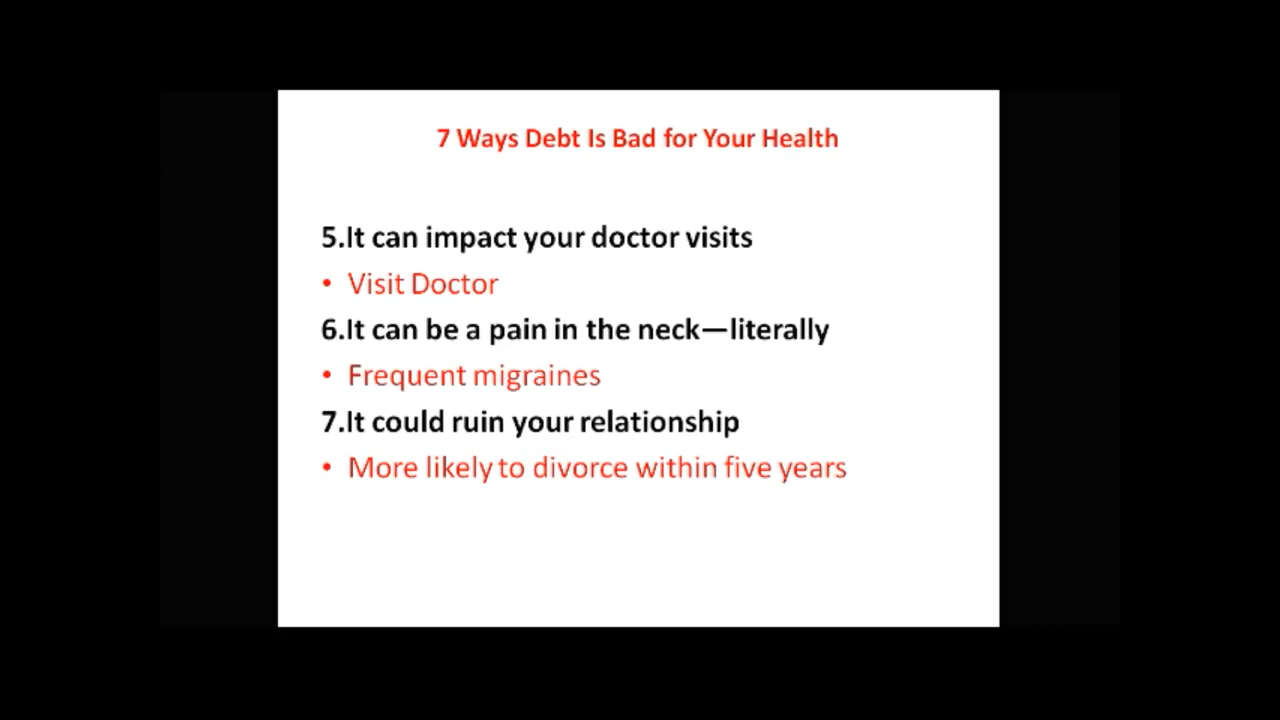 7 Ways Debt Is Bad for Your Health
5.It can impact your doctor visits
• Visit Doctor
6.It can be a pain in the neck—literally
• Frequent migraines
7.It could ruin your relationship
• More likely to divorce within five years